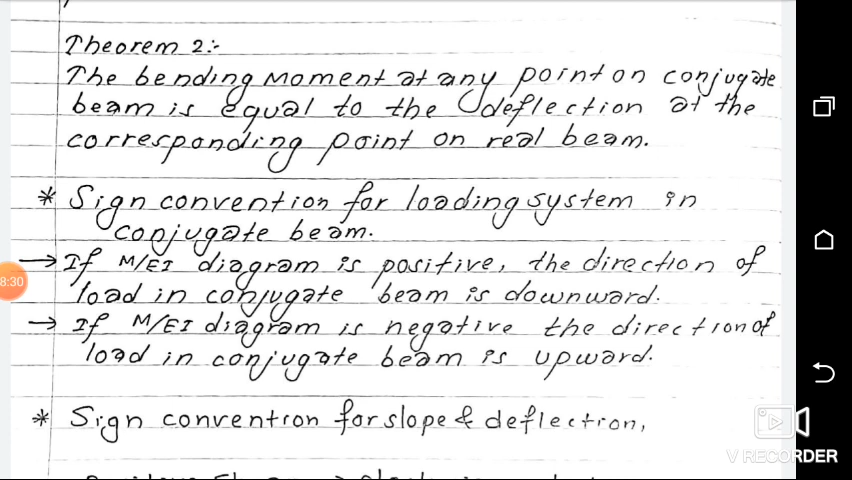 Theorem 2:-
The bending Moment at any point on conjugate
beam is equal to the deflection at the
corresponding point on real beam.
* Sign convention for loading system in
conjugate beam.
→ If M/EI diagram is positive, the direction of
load in conjugate beam is downward.
→ If M/EI diagram is negative the direction of
load in conjugate beam is upward.
* Sign convention for slope & deflection,
8:30
V RECORDER